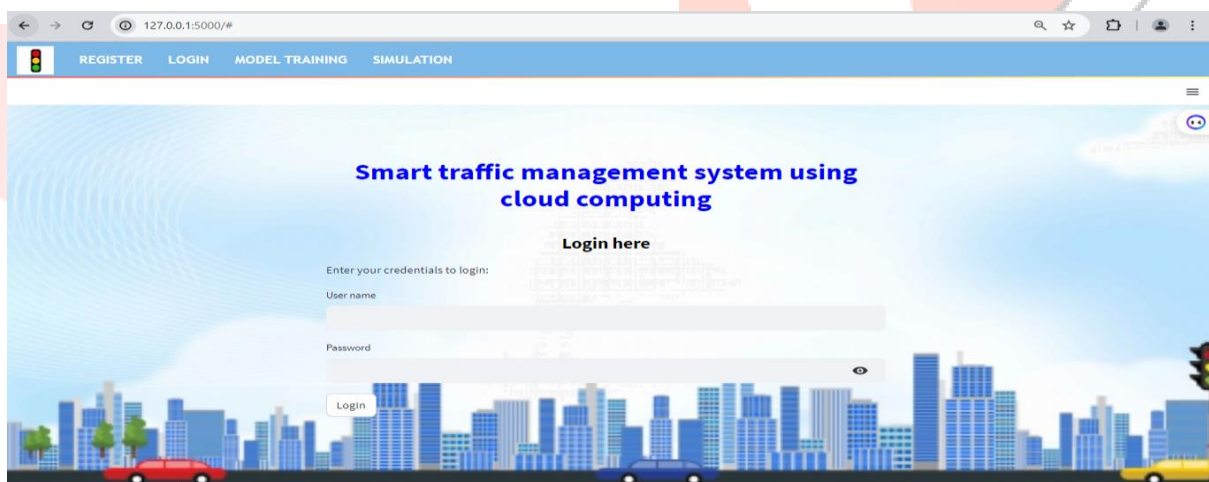 127.0.0.1:5000/#
REGISTER LOGIN MODEL TRAINING SIMULATION
Smart traffic management system using
cloud computing
Login here
Enter your credentials to login:
User name
Password
Login